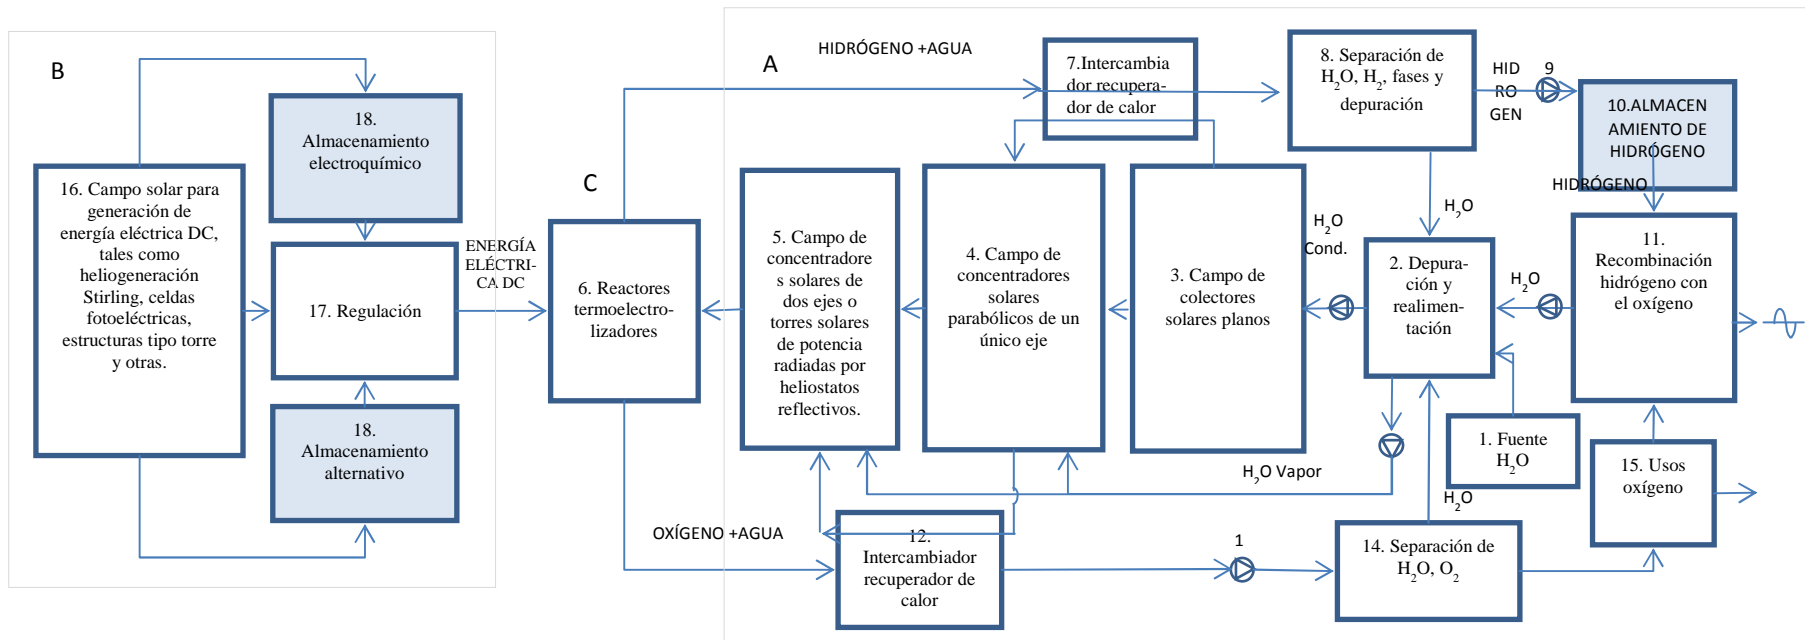 B
18.
Almacenamiento
electroquímico
16. Campo solar para
generación de
energía eléctrica DC,
tales como
heliogeneración
Stirling, celdas
fotoeléctricas,
estructuras tipo torre
y otras.
17. Regulación
18.
Almacenamiento
alternativo
ENERGÍA
ELÉCTRI-
CA DC
C
6. Reactores
termoelectro-
lizadores
A
HIDRÓGENO +AGUA
7.Intercambia
dor recupera-
dor de calor
8. Separación de
H₂O, H₂, fases y
depuración
HID
RO
GEN
9
10.ALMACEN
AMIENTO DE
HIDRÓGENO
HIDRÓGENO
5. Campo de
concentradore
s solares de
dos ejes o
torres solares
de potencia
radiadas por
heliostatos
reflectivos.
4. Campo de
concentradores
solares
parabólicos de un
único eje
3. Campo de
colectores
solares planos
H₂O
Cond.
H₂O
2. Depura-
ción y
realimen-
tación
H₂O
11.
Recombinación
hidrógeno con
el oxígeno
1. Fuente
H₂O
15. Usos
oxígeno
H₂O Vapor
H₂O
OXÍGENO +AGUA
12.
Intercambiador
recuperador de
calor
1
14. Separación de
H₂O, O₂